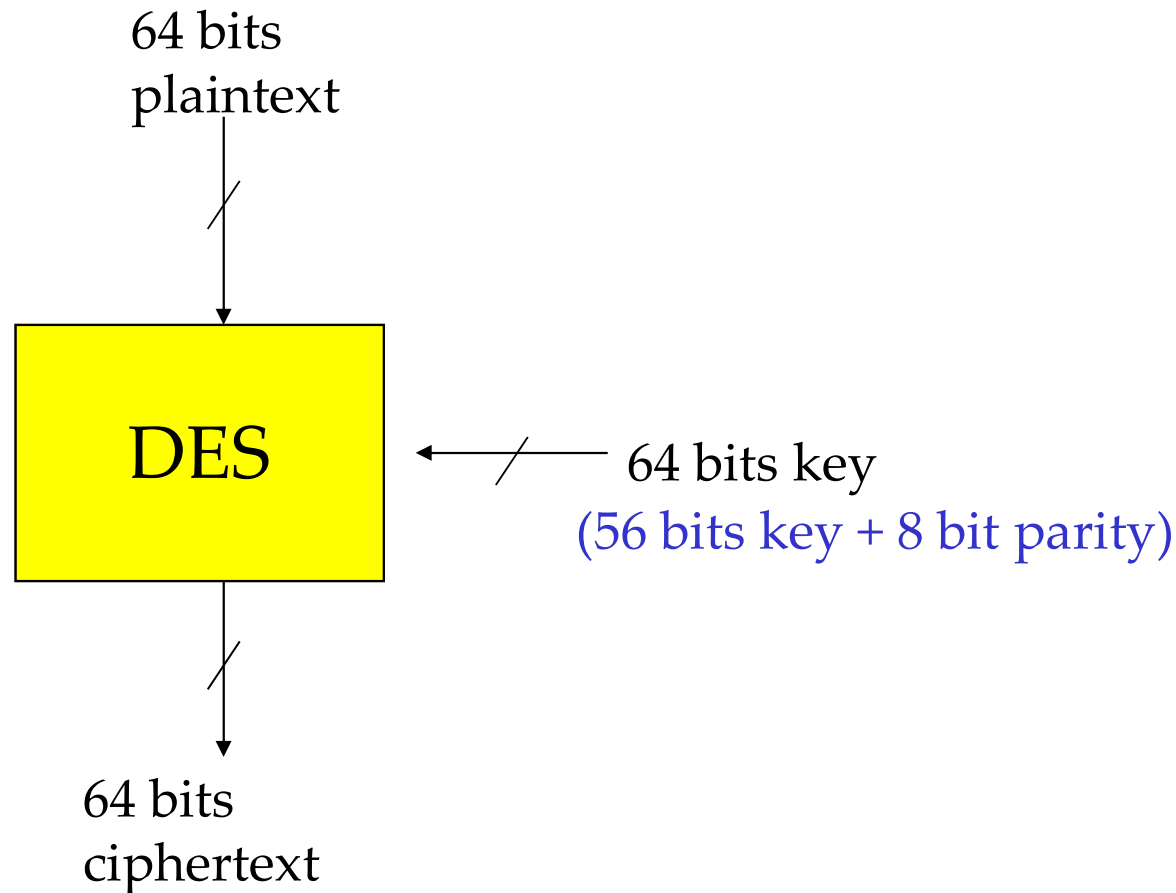 64 bits
plaintext
DES
64 bits key
(56 bits key + 8 bit parity)
64 bits
ciphertext